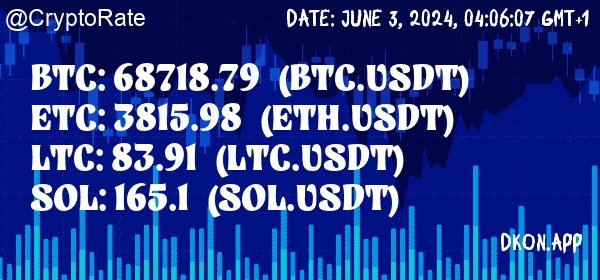 @CryptoRate
DATE: JUNE 3, 2024, 04:06:07 GMT+1
BTC: 68718.79 (BTC.USDT)
ETC: 3815.98 (ETH.USDT)
LTC: 83.91 (LTC.USDT)
SOL: 165.1 (SOL.USDT)
DKON.APP